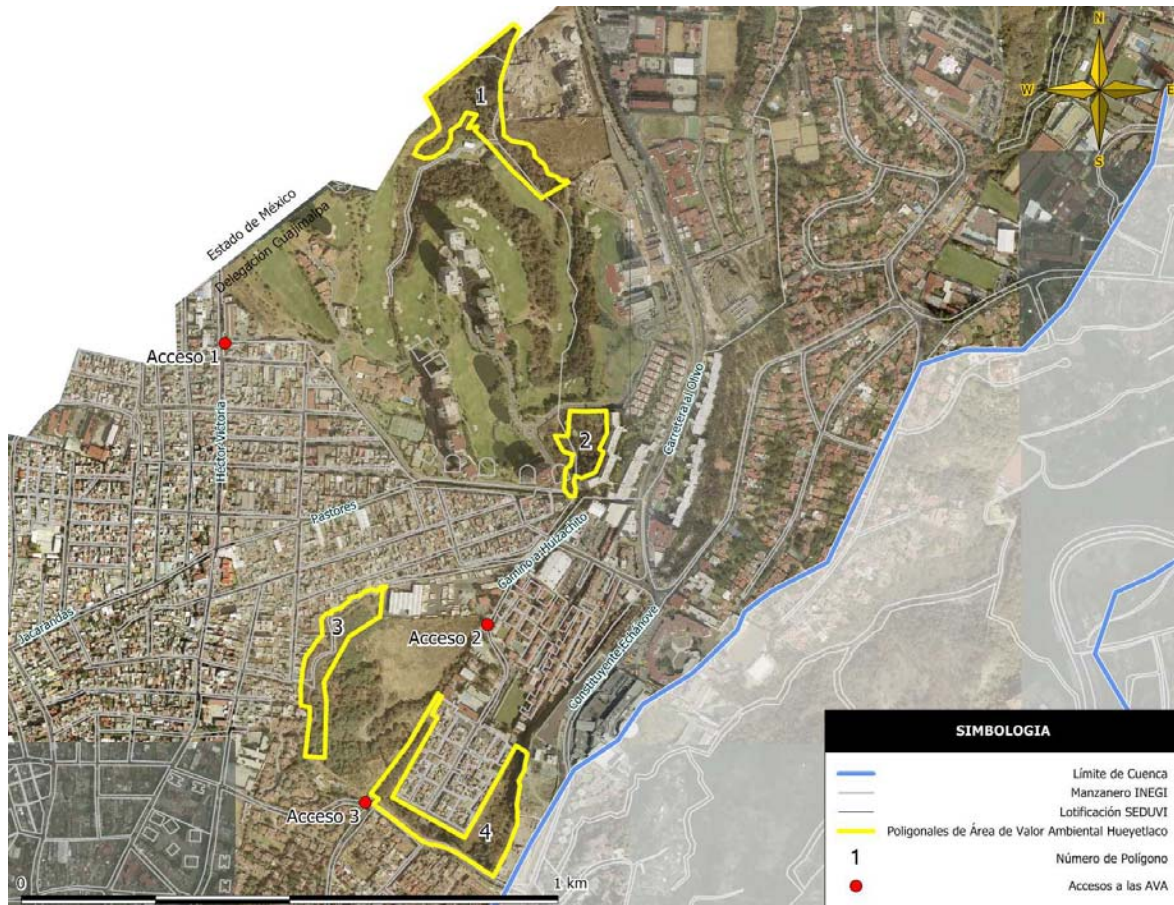 N
W
E
S
1
Estado de México
Delegación Cuajimalpa
Acceso 1
Héctor Victoria
Carretera al Olivo
2
Pastores
Camino a Huizachito
Jacarandas
3
Acceso 2
Constituyente Echánove
Acceso 3
4
0
1 km
SIMBOLOGIA
Límite de Cuenca
Manzanero INEGI
Lotificación SEDUVI
Poligonales de Área de Valor Ambiental Hueyetlaco
1
Número de Polígono
Accesos a las AVA